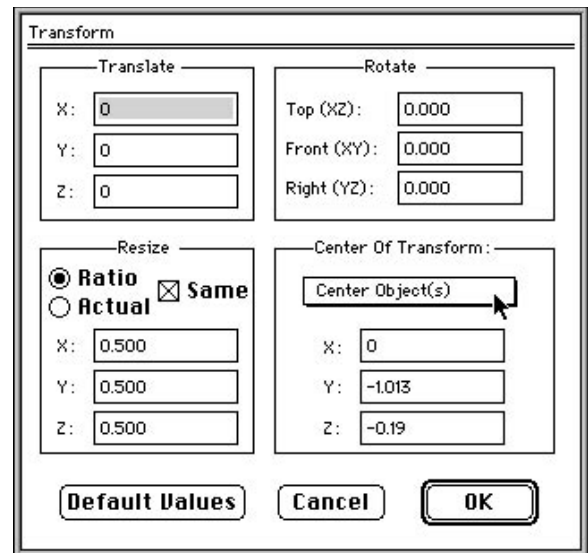 Transform
Translate
X: 0
Y: 0
Z: 0
Rotate
Top (XZ): 0.000
Front (XY): 0.000
Right (YZ): 0.000
Resize
Ratio
Actual
Same
X: 0.500
Y: 0.500
Z: 0.500
Center Of Transform:
Center Object(s)
X: 0
Y: -1.013
Z: -0.19
Default Values
Cancel
OK